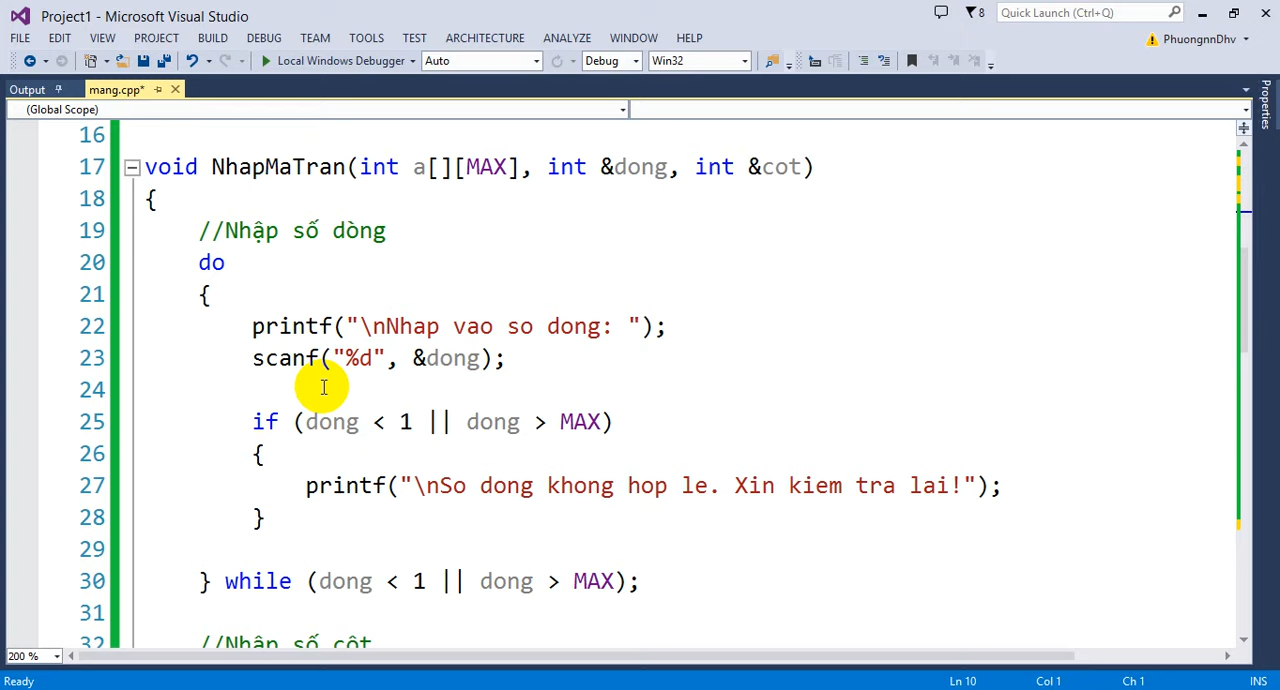 Project1 - Microsoft Visual Studio
8
Quick Launch (Ctrl+Q)
FILE EDIT VIEW PROJECT BUILD DEBUG TEAM TOOLS TEST ARCHITECTURE ANALYZE WINDOW HELP
PhuongnnDhv
Local Windows Debugger Auto Debug Win32
Output mang.cpp*
Properties
(Global Scope)
16
17 void NhapMaTran(int a[][MAX], int &dong, int &cot)
18 {
19 //Nhập số dòng
20 do
21 {
22 printf("\nNhap vao so dong: ");
23 scanf("%d", &dong);
24
25 if (dong < 1 || dong > MAX)
26 {
27 printf("\nSo dong khong hop le. Xin kiem tra lai!");
28 }
29
30 } while (dong < 1 || dong > MAX);
31
32 //Nhập số cột
200 %
Ready Ln 10 Col 1 Ch 1 INS